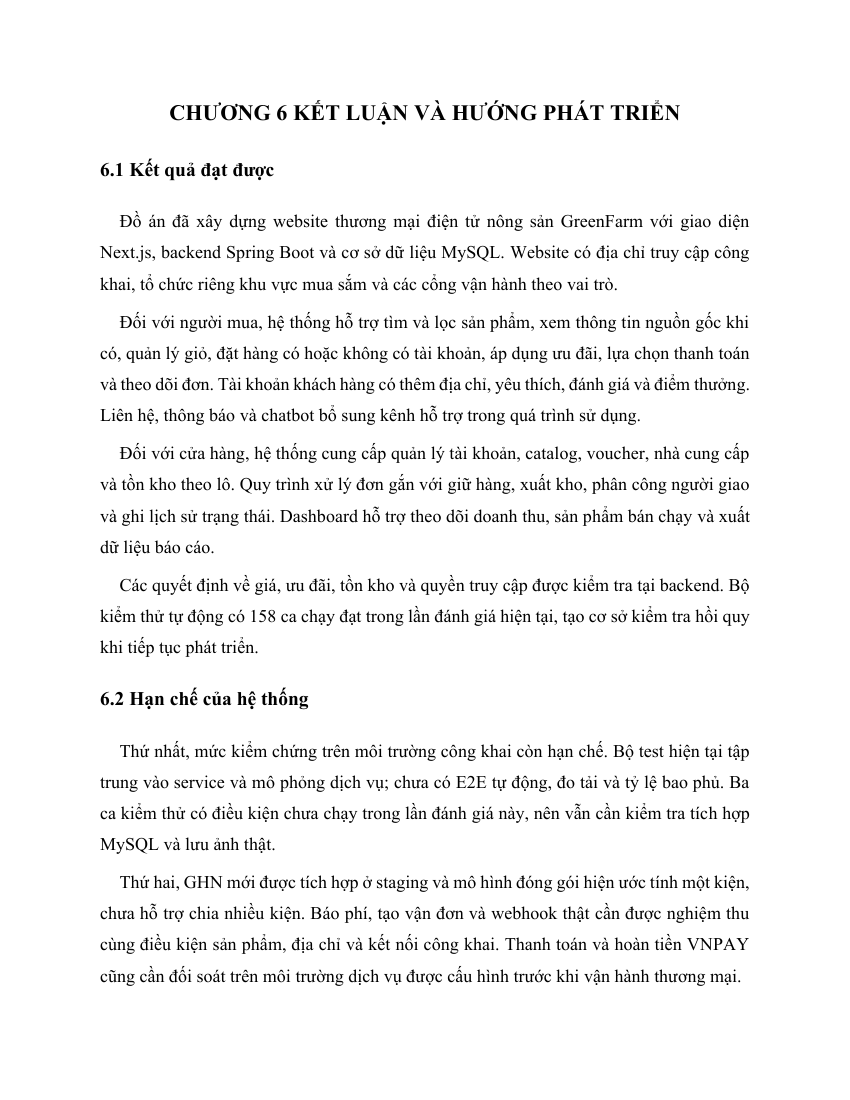 CHƯƠNG 6 KẾT LUẬN VÀ HƯỚNG PHÁT TRIỂN
6.1 Kết quả đạt được
Đồ án đã xây dựng website thương mại điện tử nông sản GreenFarm với giao diện
Next.js, backend Spring Boot và cơ sở dữ liệu MySQL. Website có địa chỉ truy cập công
khai, tổ chức riêng khu vực mua sắm và các cổng vận hành theo vai trò.
Đối với người mua, hệ thống hỗ trợ tìm và lọc sản phẩm, xem thông tin nguồn gốc khi
có, quản lý giỏ, đặt hàng có hoặc không có tài khoản, áp dụng ưu đãi, lựa chọn thanh toán
và theo dõi đơn. Tài khoản khách hàng có thêm địa chỉ, yêu thích, đánh giá và điểm thưởng.
Liên hệ, thông báo và chatbot bổ sung kênh hỗ trợ trong quá trình sử dụng.
Đối với cửa hàng, hệ thống cung cấp quản lý tài khoản, catalog, voucher, nhà cung cấp
và tồn kho theo lô. Quy trình xử lý đơn gắn với giữ hàng, xuất kho, phân công người giao
và ghi lịch sử trạng thái. Dashboard hỗ trợ theo dõi doanh thu, sản phẩm bán chạy và xuất
dữ liệu báo cáo.
Các quyết định về giá, ưu đãi, tồn kho và quyền truy cập được kiểm tra tại backend. Bộ
kiểm thử tự động có 158 ca chạy đạt trong lần đánh giá hiện tại, tạo cơ sở kiểm tra hồi quy
khi tiếp tục phát triển.
6.2 Hạn chế của hệ thống
Thứ nhất, mức kiểm chứng trên môi trường công khai còn hạn chế. Bộ test hiện tại tập
trung vào service và mô phỏng dịch vụ; chưa có E2E tự động, đo tải và tỷ lệ bao phủ. Ba
ca kiểm thử có điều kiện chưa chạy trong lần đánh giá này, nên vẫn cần kiểm tra tích hợp
MySQL và lưu ảnh thật.
Thứ hai, GHN mới được tích hợp ở staging và mô hình đóng gói hiện ước tính một kiện,
chưa hỗ trợ chia nhiều kiện. Báo phí, tạo vận đơn và webhook thật cần được nghiệm thu
cùng điều kiện sản phẩm, địa chỉ và kết nối công khai. Thanh toán và hoàn tiền VNPAY
cũng cần đối soát trên môi trường dịch vụ được cấu hình trước khi vận hành thương mại.